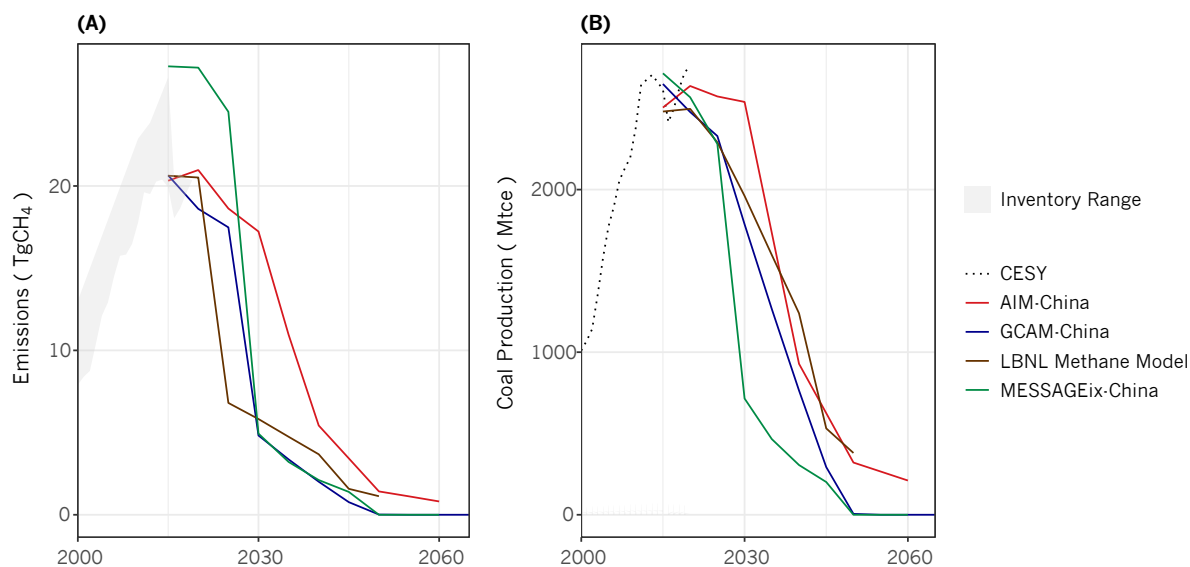 (A)
(B)
Emissions ( TgCH4 )
20
10
0
2000
2030
2060
Coal Production ( Mtce )
2000
1000
0
2000
2030
2060
Inventory Range
CESY
AIM-China
GCAM-China
LBNL Methane Model
MESSAGEix-China